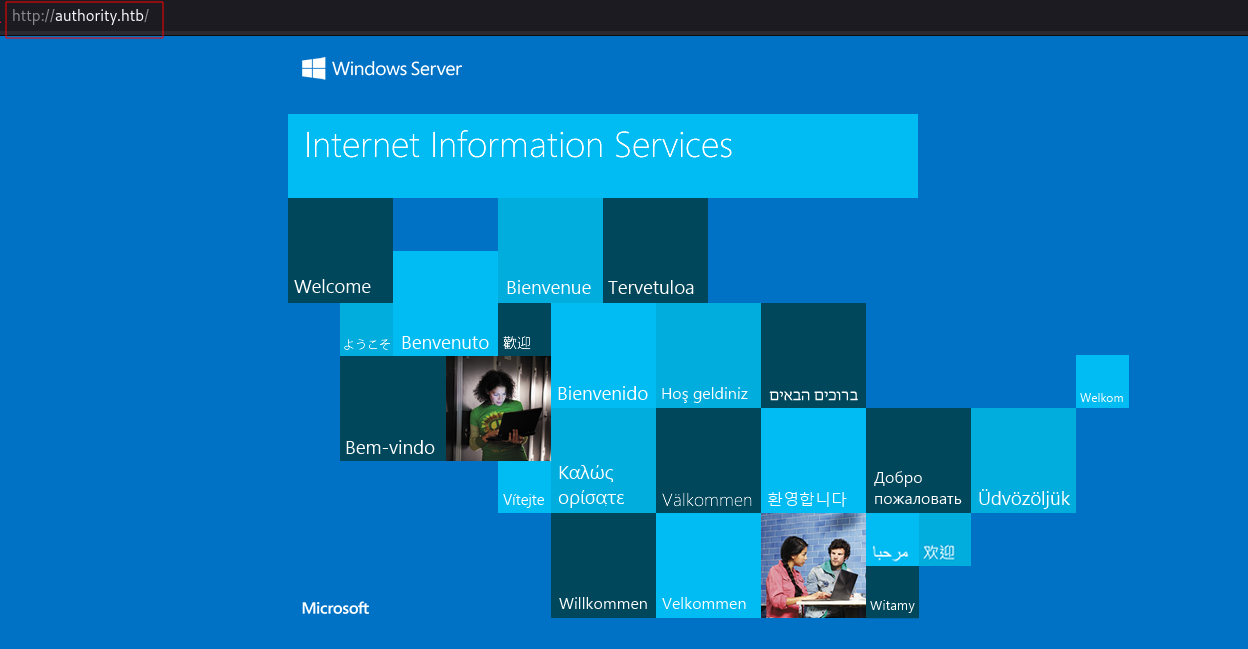 http://authority.htb/
Windows Server
Internet Information Services
Welcome
Bienvenue
Tervetuloa
ようこそ
Benvenuto
歡迎
Bienvenido
Hoş geldiniz
ברוכים הבאים
Welkom
Bem-vindo
Vítejte
Καλώς
ορίσατε
Välkommen
환영합니다
Добро
пожаловать
Üdvözöljük
مرحبا
欢迎
Willkommen
Velkommen
Witamy
Microsoft